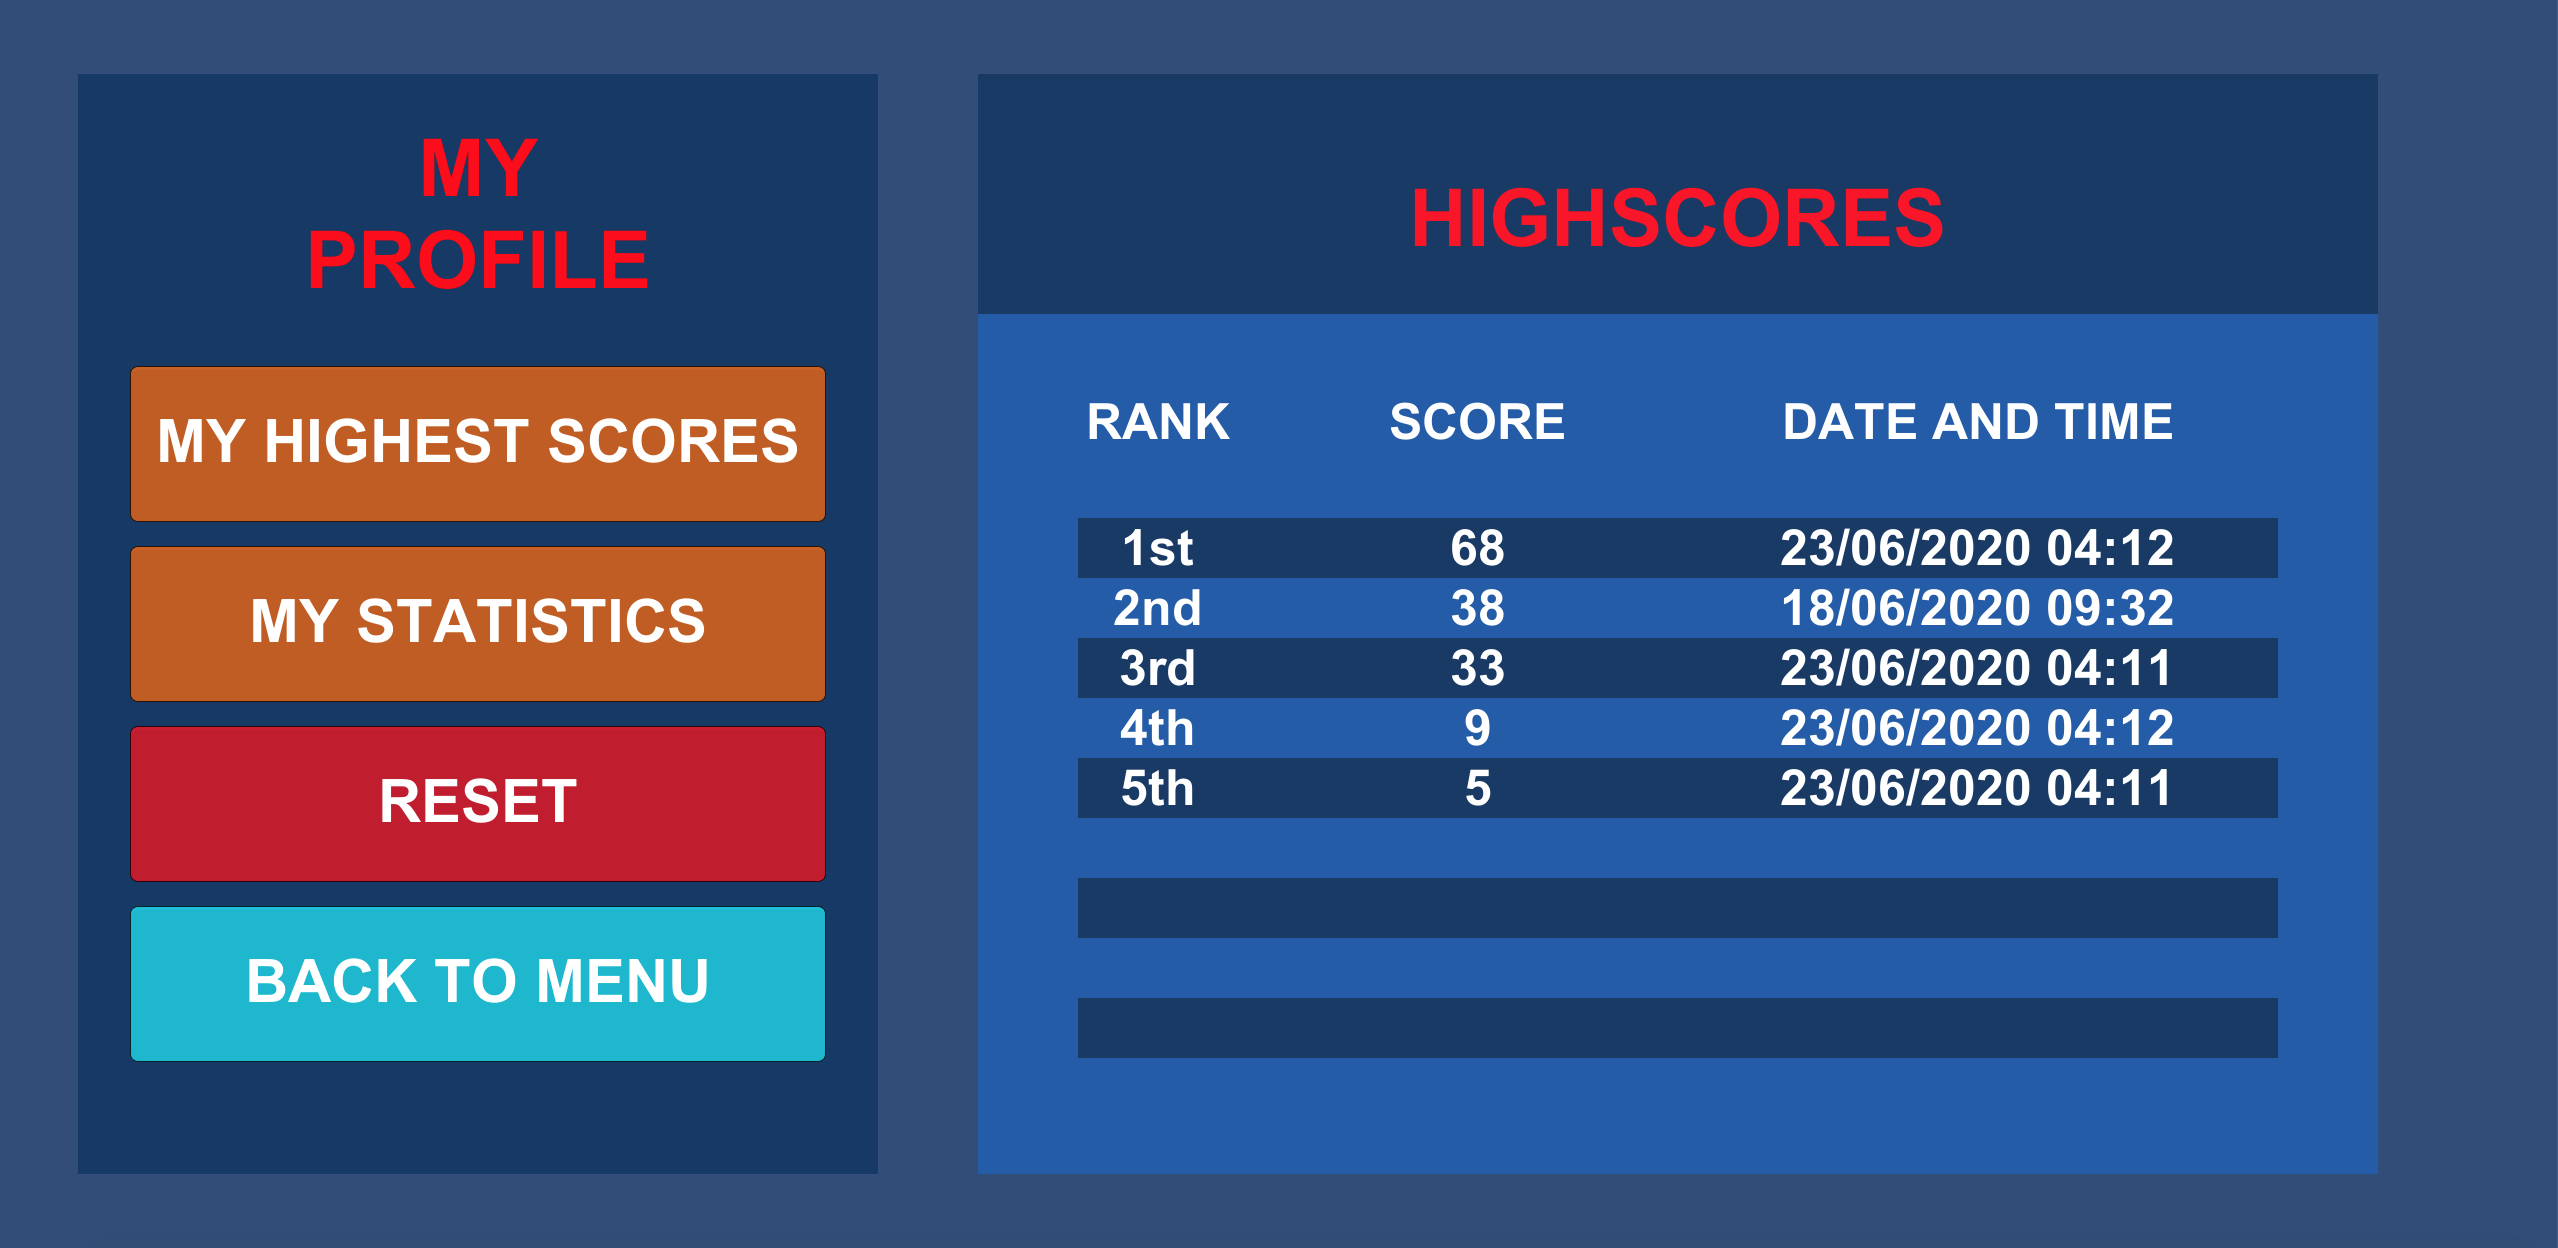 MY
PROFILE
MY HIGHEST SCORES
MY STATISTICS
RESET
BACK TO MENU
HIGHSCORES
RANK SCORE DATE AND TIME
1st 68 23/06/2020 04:12
2nd 38 18/06/2020 09:32
3rd 33 23/06/2020 04:11
4th 9 23/06/2020 04:12
5th 5 23/06/2020 04:11